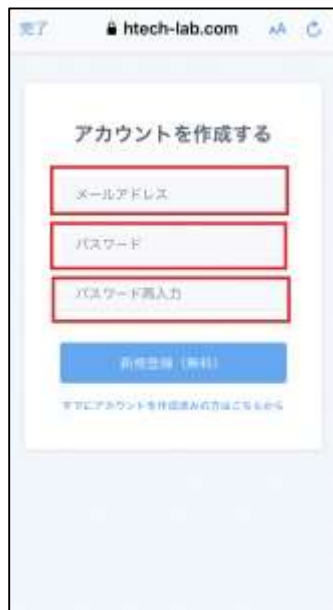 完了 htech-lab.com AA
アカウントを作成する
メールアドレス
パスワード
パスワード再入力
新規登録（無料）
すでにアカウントを作成済みの方はこちらから